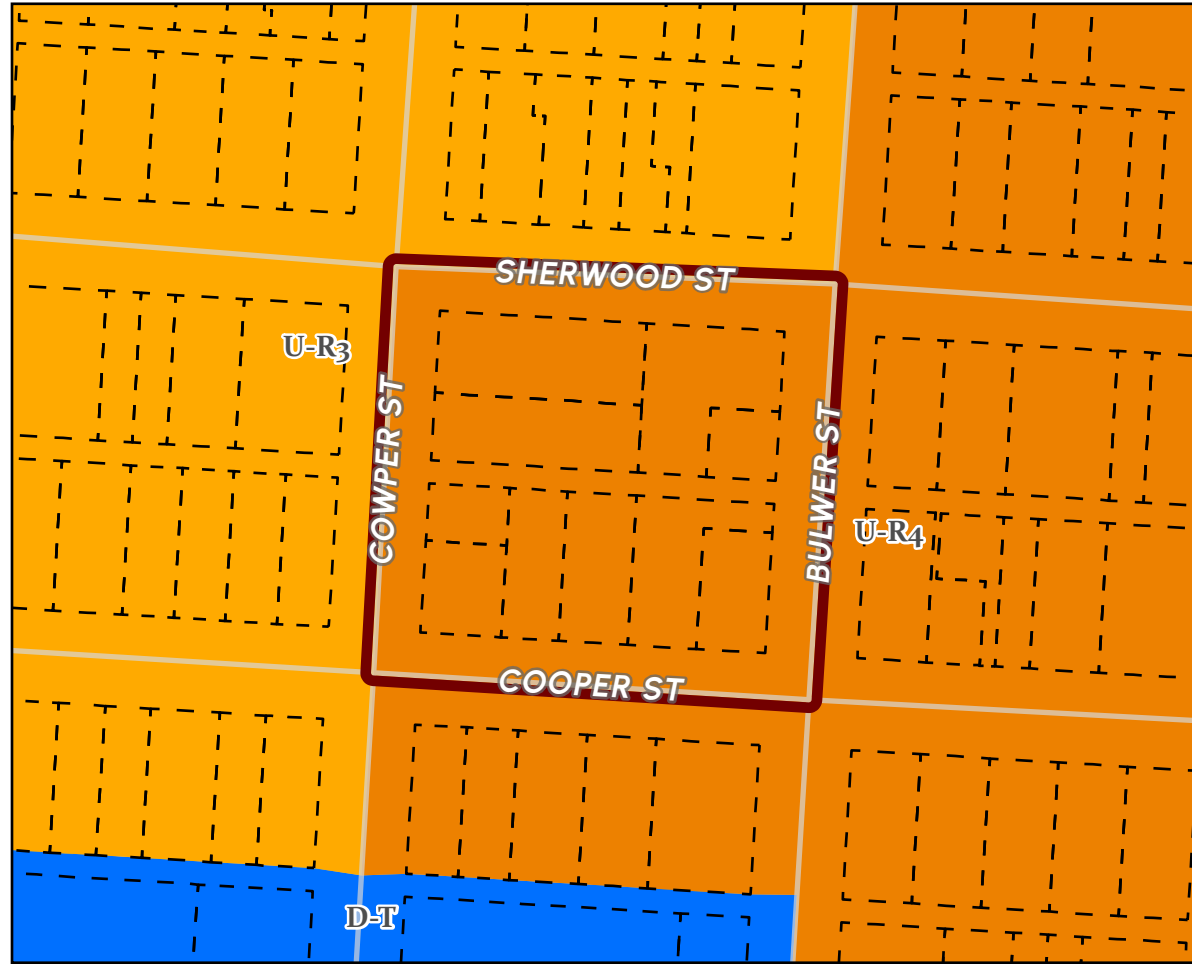 SHERWOOD ST
U-R3
COWPER ST
BULWER ST
U-R4
COOPER ST
D-T